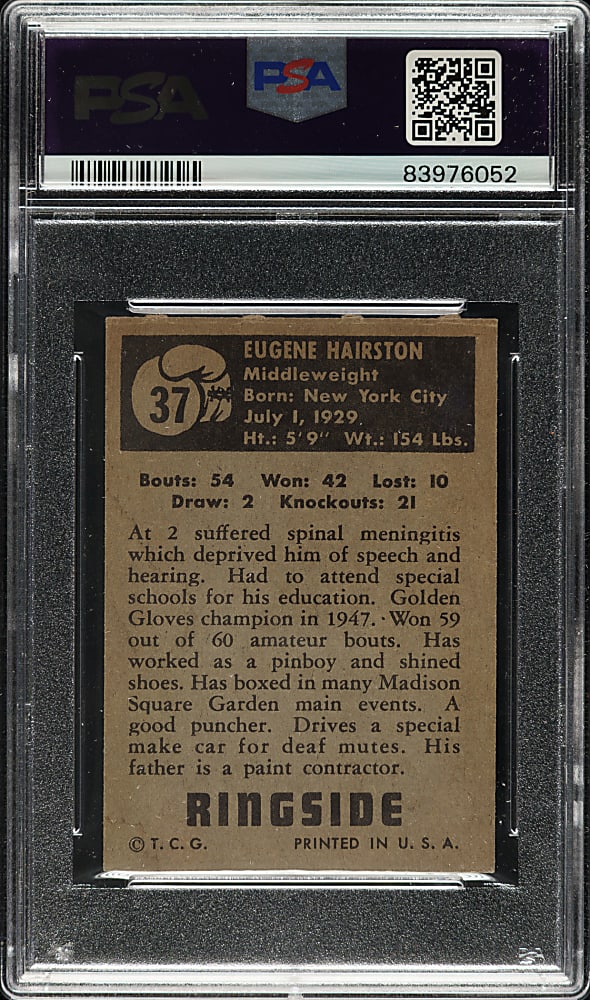 PSA
PSA
83976052
37
EUGENE HAIRSTON
Middleweight
Born: New York City
July 1, 1929
Ht.: 5'9" Wt.: 154 Lbs.
Bouts: 54 Won: 42 Lost: 10
Draw: 2 Knockouts: 21
At 2 suffered spinal meningitis
which deprived him of speech and
hearing. Had to attend special
schools for his education. Golden
Gloves champion in 1947. Won 59
out of 60 amateur bouts. Has
worked as a pinboy and shined
shoes. Has boxed in many Madison
Square Garden main events. A
good puncher. Drives a special
make car for deaf mutes. His
father is a paint contractor.
RINGSIDE
© T. C. G. PRINTED IN U. S. A.